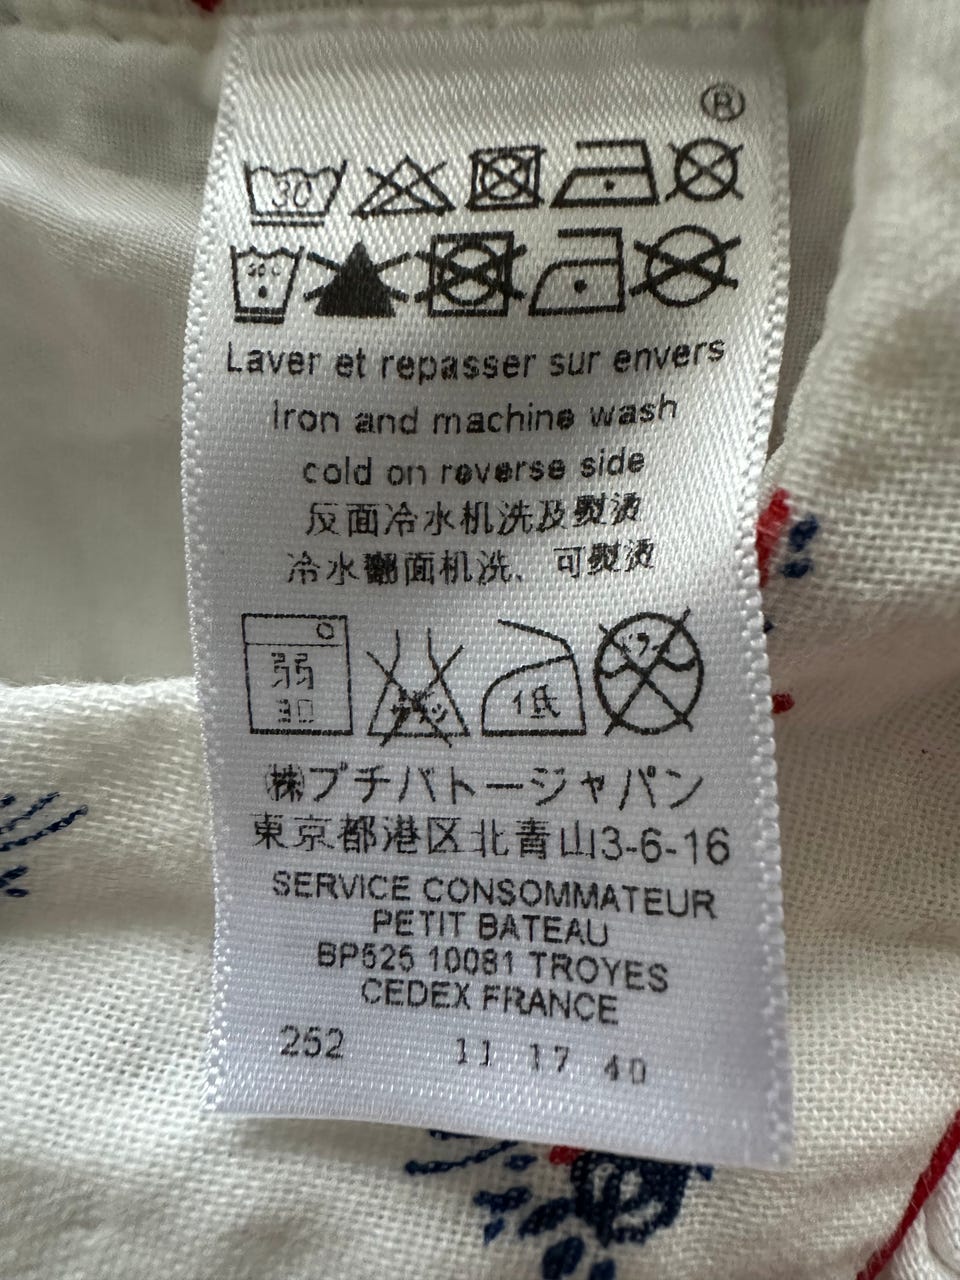 ®
30
30C
Laver et repasser sur envers
Iron and machine wash
cold on reverse side
反面冷水机洗及熨烫
冷水翻面机洗、可熨烫
弱
30
低
㈱プチバトージャパン
東京都港区北青山3-6-16
SERVICE CONSOMMATEUR
PETIT BATEAU
BP525 10081 TROYES
CEDEX FRANCE
252 11 17 40